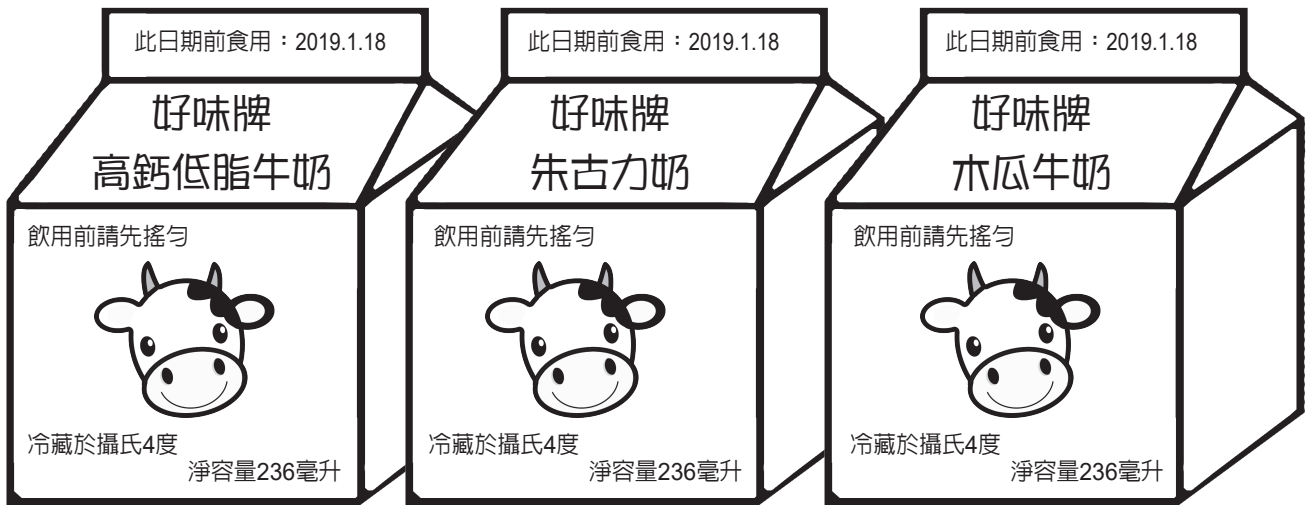 此日期前食用：2019.1.18
好味牌
高鈣低脂牛奶
飲用前請先搖勻
冷藏於攝氏4度
淨容量236毫升
此日期前食用：2019.1.18
好味牌
朱古力奶
飲用前請先搖勻
冷藏於攝氏4度
淨容量236毫升
此日期前食用：2019.1.18
好味牌
木瓜牛奶
飲用前請先搖勻
冷藏於攝氏4度
淨容量236毫升